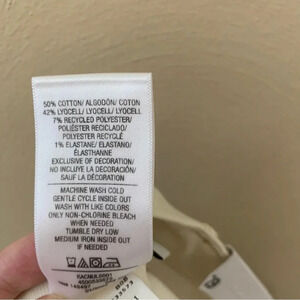 50% COTTON/ ALGODÓN/ COTON
42% LYOCELL/ LYOCELL/ LYOCELL
7% RECYCLED POLYESTER/
POLIÉSTER RECICLADO/
POLYESTER RECYCLÉ
1% ELASTANE/ ELASTANO/
ÉLASTHANNE
EXCLUSIVE OF DECORATION/
NO INCLUYE LA DECORACIÓN/
SAUF LA DÉCORATION
MACHINE WASH COLD
GENTLE CYCLE INSIDE OUT
WASH WITH LIKE COLORS
ONLY NON-CHLORINE BLEACH
WHEN NEEDED
TUMBLE DRY LOW
MEDIUM IRON INSIDE OUT
IF NEEDED